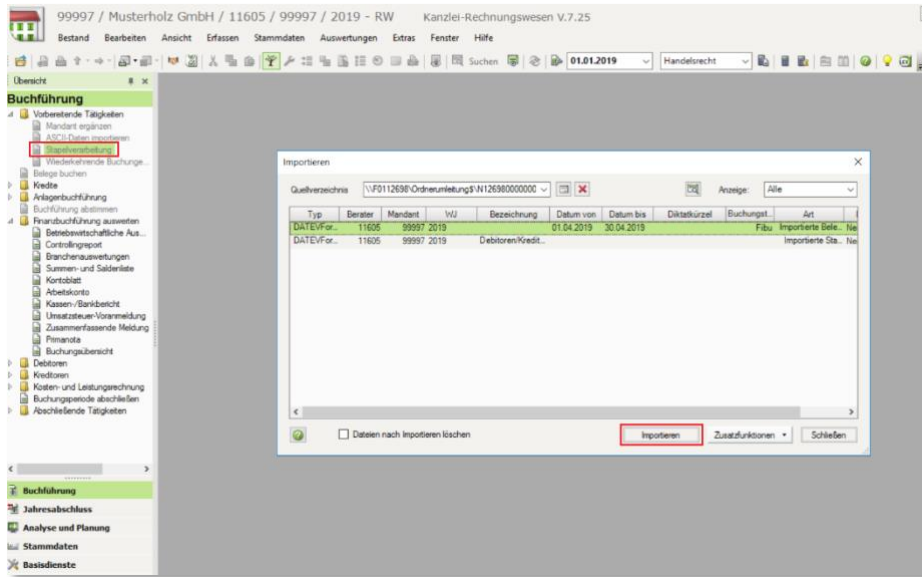 99997 / Musterholz GmbH / 11605 / 99997 / 2019 - RW Kanzlei-Rechnungswesen V.7.25
Bestand Bearbeiten Ansicht Erfassen Stammdaten Auswertungen Extras Fenster Hilfe
Suchen 01.01.2019 Handelsrecht
Übersicht
Buchführung
Vorbereitende Tätigkeiten
Mandant ergänzen
ASCII-Daten importieren
Stapelverarbeitung
Wiederkehrende Buchunge...
Belege buchen
Kredite
Anlagenbuchführung
Buchführung abstimmen
Finanzbuchführung auswerten
Betriebswirtschaftliche Aus...
Controllingreport
Branchenauswertungen
Summen- und Saldenliste
Kontoblatt
Arbeitskonto
Kassen-/Bankbericht
Umsatzsteuer-Voranmeldung
Zusammenfassende Meldung
Primanota
Buchungsübersicht
Debitoren
Kreditoren
Kosten- und Leistungsrechnung
Buchungsperiode abschließen
Abschließende Tätigkeiten
Buchführung
Jahresabschluss
Analyse und Planung
Stammdaten
Basisdienste
Importieren
Quellverzeichnis \\F0112698\Ordnerumleitung$\N126980000000 Anzeige: Alle
Typ Berater Mandant WJ Bezeichnung Datum von Datum bis Diktatkürzel Buchungst... Art
DATEVFor... 11605 99997 2019 01.04.2019 30.04.2019 Fibu Importierte Bele... Ne
DATEVFor... 11605 99997 2019 Debitoren/Kredit... Importierte Sta... Ne
Dateien nach Importieren löschen Importieren Zusatzfunktionen Schließen